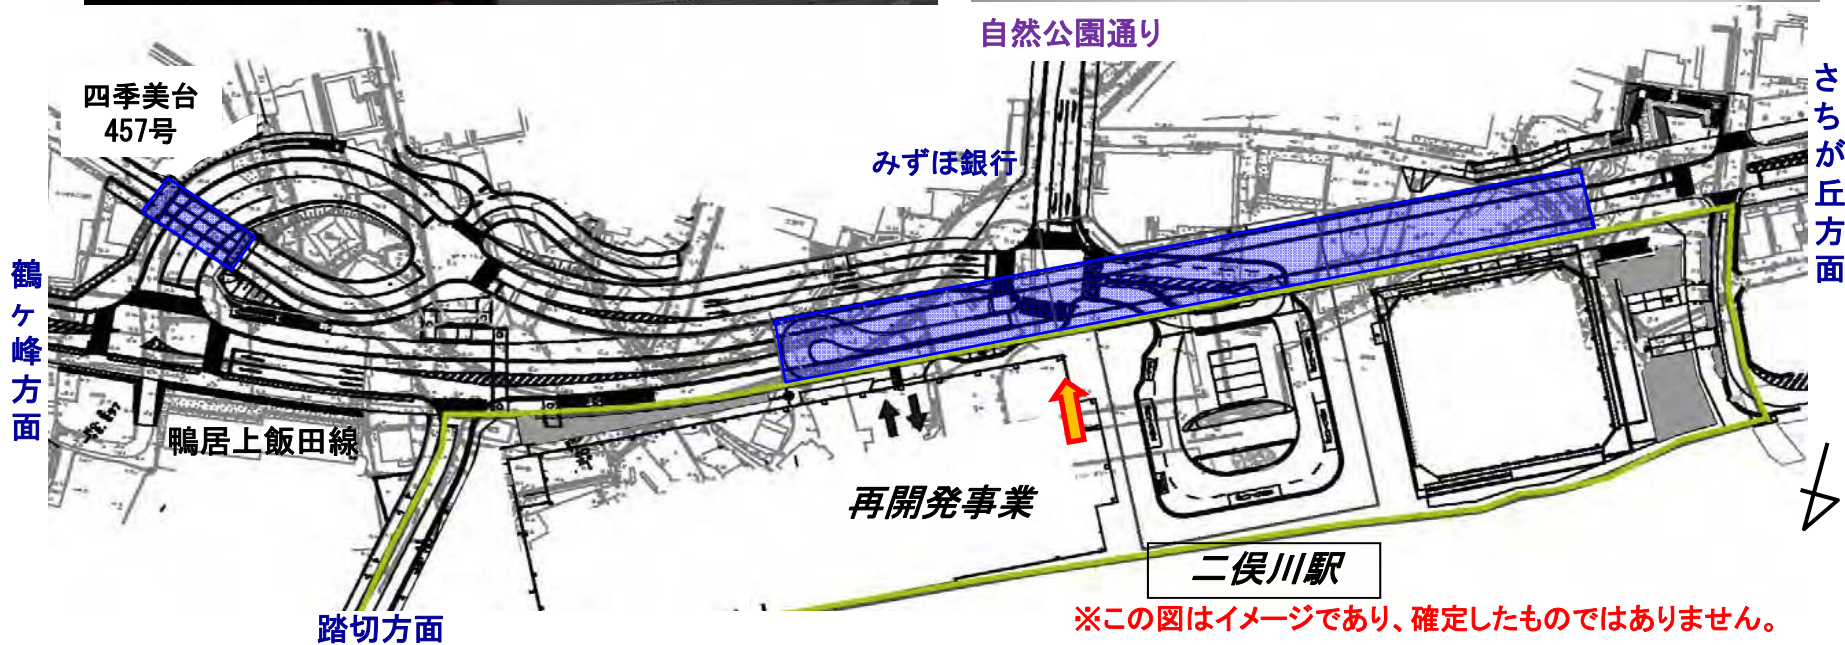 自然公園通り
四季美台
457号
みずほ銀行
さちが丘方面
鶴ヶ峰方面
鴨居上飯田線
再開発事業
二俣川駅
踏切方面
※この図はイメージであり、確定したものではありません。